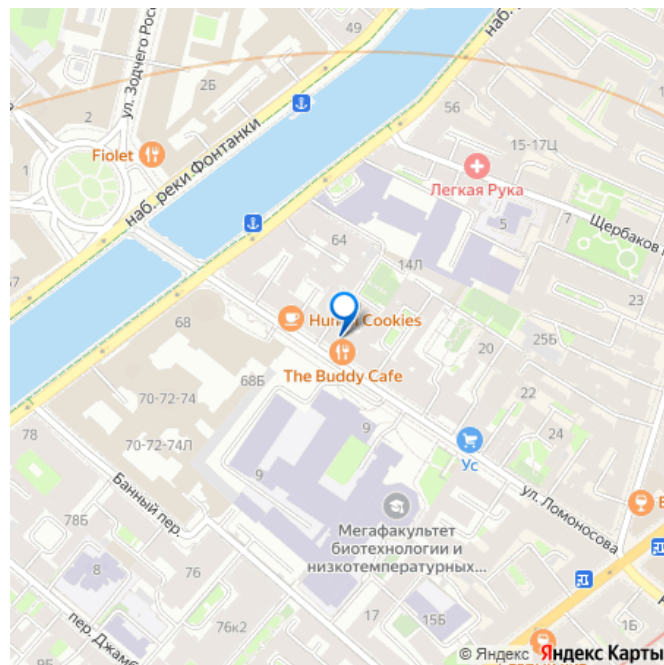 49
наб.
ул. Зодчего Рос
2Б
2
56
Fiolet
наб. реки Фонтанки
15-17Ц
Легкая Рука
5
7
Щербаков
64
14Л
67
23
68
Cookies
20
25Б
The Buddy Cafe
68Б
22
70-72-74
9
24
78
70-72-74Л
Ус
9
ул. Ломоносова
Банный пер.
78Б
Мегафакультет
биотехнологии и
низкотемпературных...
8
76
17
15Б
76к2
1Б
пер. Джамб
© Яндекс Яндекс Карты